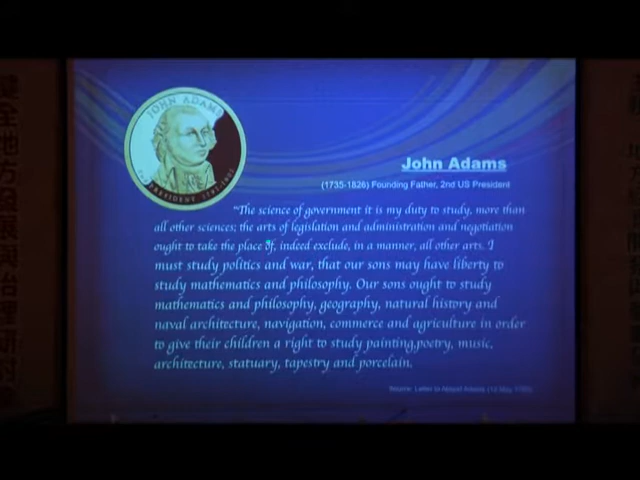 JOHN ADAMS
John Adams
(1735-1826) Founding Father, 2nd US President
"The science of government it is my duty to study, more than
all other sciences; the arts of legislation and administration and negotiation
ought to take the place of, indeed exclude, in a manner, all other arts. I
must study politics and war, that our sons may have liberty to
study mathematics and philosophy. Our sons ought to study
mathematics and philosophy, geography, natural history and
naval architecture, navigation, commerce and agriculture in order
to give their children a right to study painting,poetry, music,
architecture, statuary, tapestry and porcelain.
Source: Letter to Abigail Adams (12 May 1780)